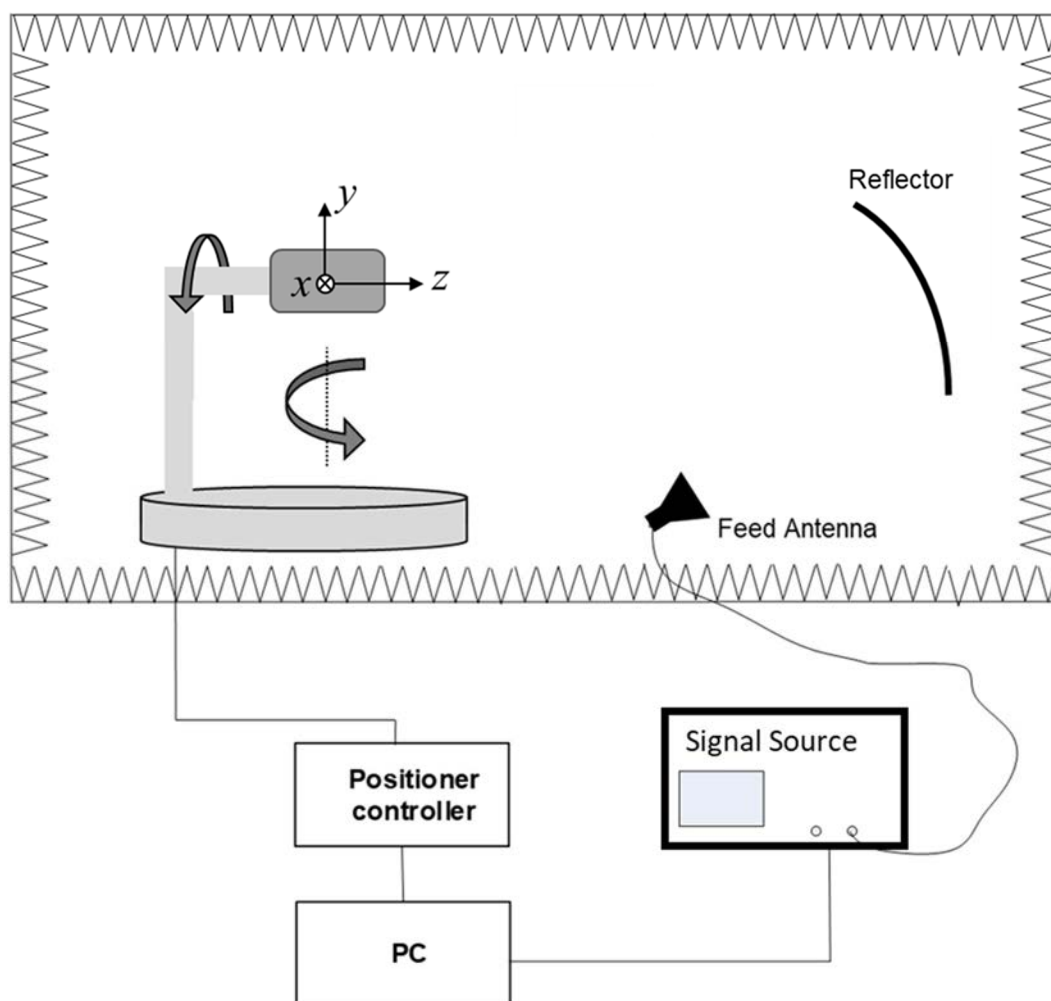 Reflector
y
x
z
Feed Antenna
Signal Source
Positioner
controller
PC